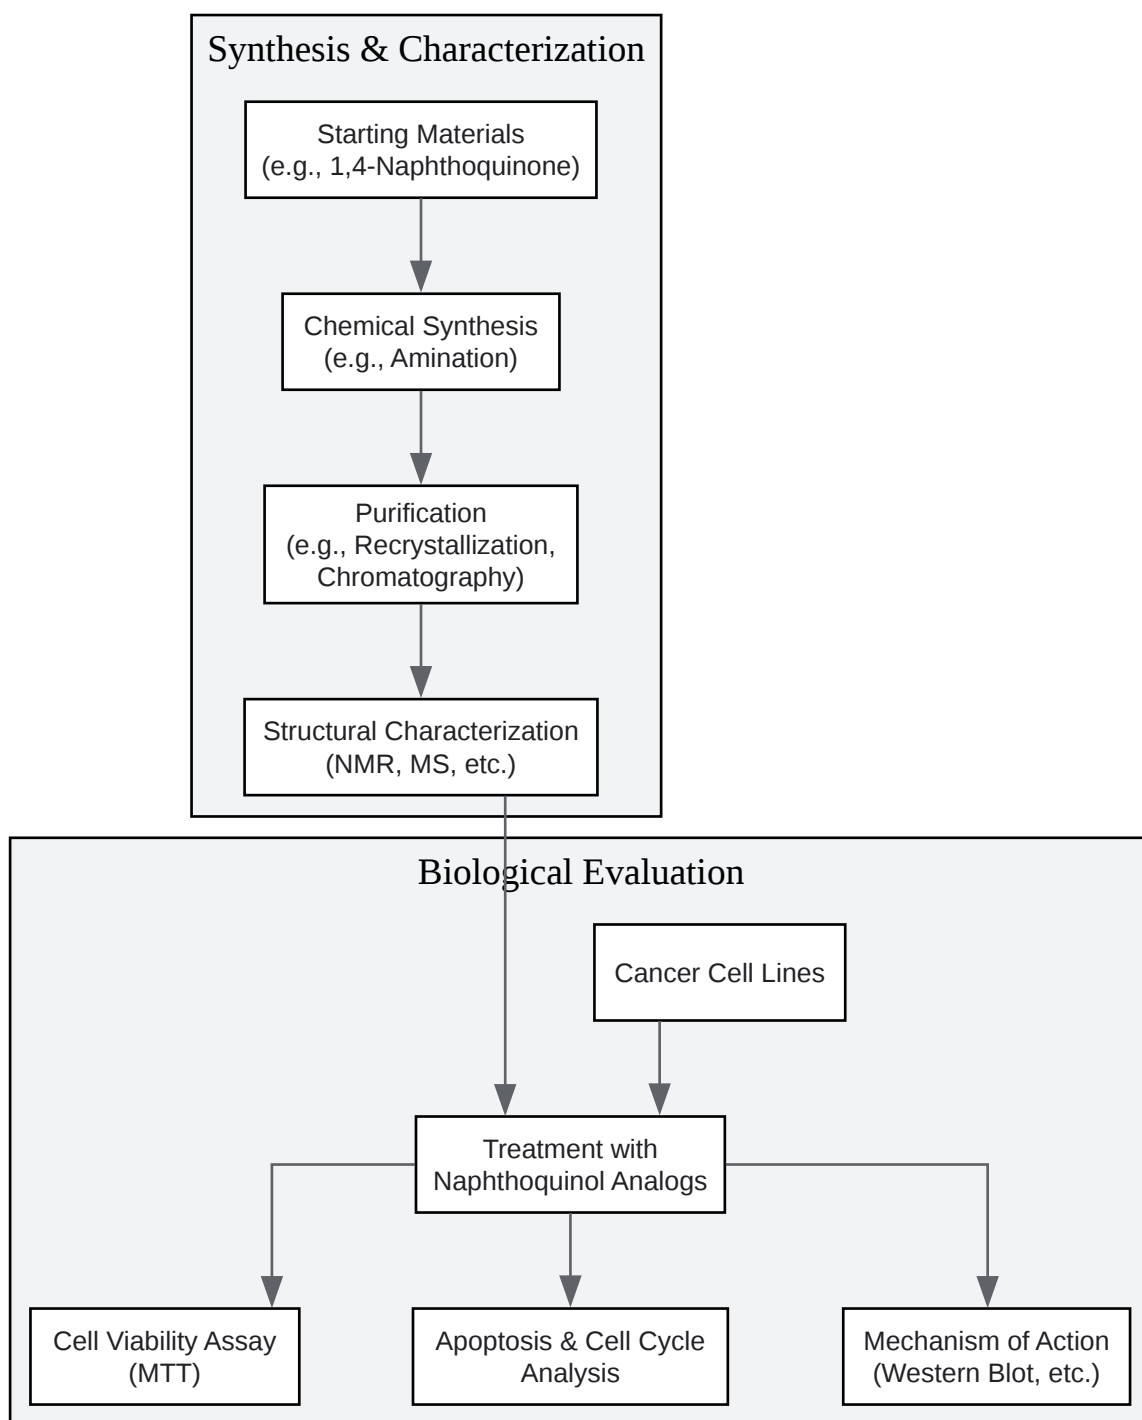 Synthesis & Characterization
Starting Materials
(e.g., 1,4-Naphthoquinone)
Chemical Synthesis
(e.g., Amination)
Purification
(e.g., Recrystallization,
Chromatography)
Structural Characterization
(NMR, MS, etc.)
Biological Evaluation
Cancer Cell Lines
Treatment with
Naphthoquinol Analogs
Cell Viability Assay
(MTT)
Apoptosis & Cell Cycle
Analysis
Mechanism of Action
(Western Blot, etc.)